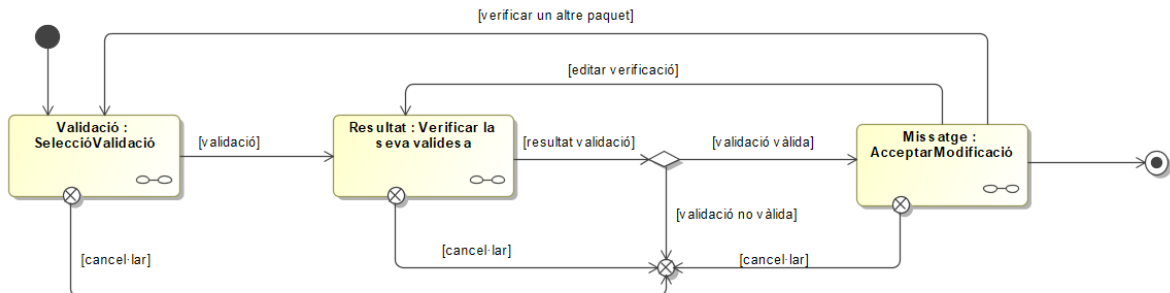 [verificar un altre paquet]
[editar verificació]
Validació :
SeleccióValidació
[validació]
Resultat : Verificar la
seva validesa
[resultat validació]
[validació vàlida]
Missatge :
AcceptarModificació
[validació no vàlida]
[cancel·lar]
[cancel·lar]
[cancel·lar]